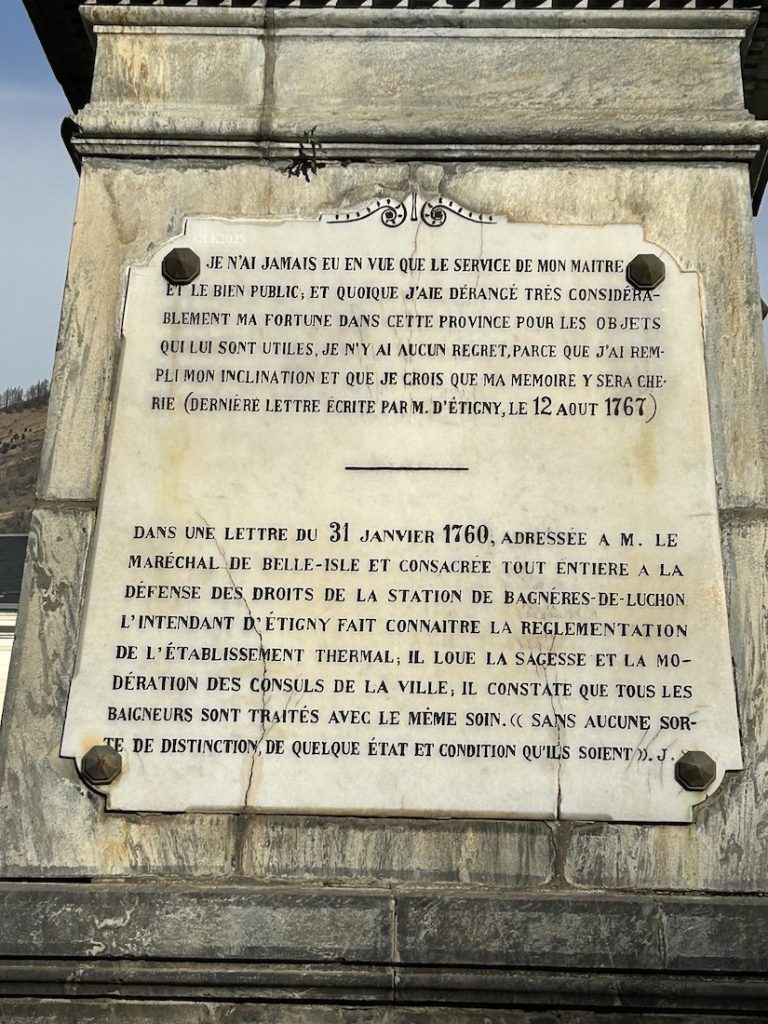 ©LK2025
JE N'AI JAMAIS EU EN VUE QUE LE SERVICE DE MON MAITRE
ET LE BIEN PUBLIC; ET QUOIQUE J'AIE DÉRANGÉ TRÈS CONSIDÉRA-
BLEMENT MA FORTUNE DANS CETTE PROVINCE POUR LES OBJETS
QUI LUI SONT UTILES, JE N'Y AI AUCUN REGRET, PARCE QUE J'AI REM-
PLI MON INCLINATION ET QUE JE CROIS QUE MA MEMOIRE Y SERA CHE-
RIE (DERNIÈRE LETTRE ÉCRITE PAR M. D'ÉTIGNY, LE 12 AOUT 1767)
DANS UNE LETTRE DU 31 JANVIER 1760, ADRESSÉE A M. LE
MARÉCHAL DE BELLE-ISLE ET CONSACRÉE TOUT ENTIERE A LA
DÉFENSE DES DROITS DE LA STATION DE BAGNÉRES-DE-LUCHON
L'INTENDANT D'ÉTIGNY FAIT CONNAITRE LA REGLEMENTATION
DE L'ÉTABLISSEMENT THERMAL; IL LOUE LA SAGESSE ET LA MO-
DÉRATION DES CONSULS DE LA VILLE; IL CONSTATE QUE TOUS LES
BAIGNEURS SONT TRAITÉS AVEC LE MÊME SOIN. « SANS AUCUNE SOR-
TE DE DISTINCTION, DE QUELQUE ÉTAT ET CONDITION QU'ILS SOIENT ». J.